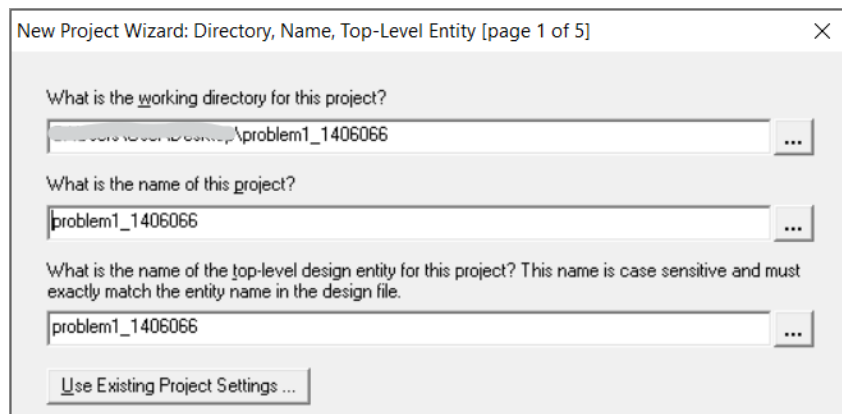 New Project Wizard: Directory, Name, Top-Level Entity [page 1 of 5]
What is the working directory for this project?
\problem1_1406066
...
What is the name of this project?
problem1_1406066
...
What is the name of the top-level design entity for this project? This name is case sensitive and must
exactly match the entity name in the design file.
problem1_1406066
...
Use Existing Project Settings ...